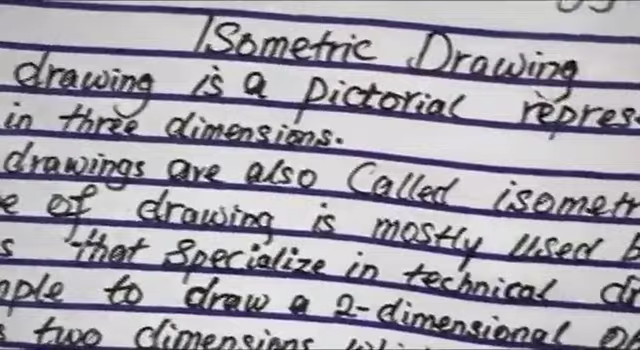 Isometric Drawing
drawing is a pictorial repres
in three dimensions.
drawings are also Called isometr
of drawing is mostly used
that specialize in technical
to draw a 2-dimensional
two dimensions